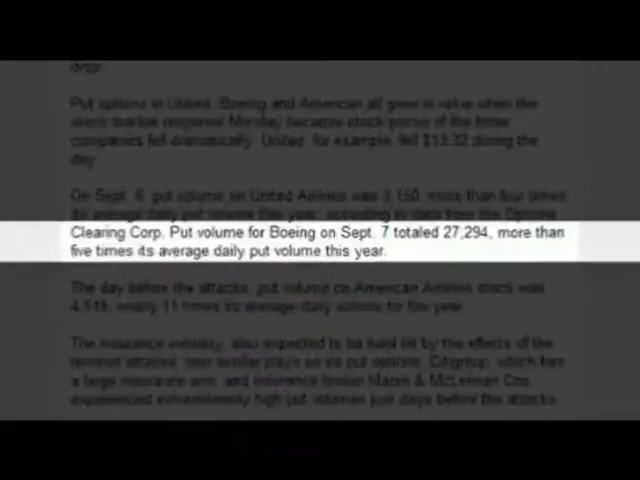 drop.
Put options in United, Boeing and American all grew in value when the
stock market reopened Monday because stock prices of the three
companies fell dramatically. United, for example, fell $13.32 during the
day.
On Sept. 6, put volume on United Airlines was 3,150, more than four times
its average daily put volume this year, according to data from the Options
Clearing Corp. Put volume for Boeing on Sept. 7 totaled 27,294, more than
five times its average daily put volume this year.
The day before the attacks, put volume on American Airlines stock was
4,515, nearly 11 times its average daily volume for the year.
The insurance industry, also expected to be hard hit by the effects of the
terrorist attacks, saw similar plays on its put options. Citigroup, which has
a large insurance arm, and insurance broker Marsh & McLennan Cos.
experienced extraordinarily high put volumes just days before the attacks.